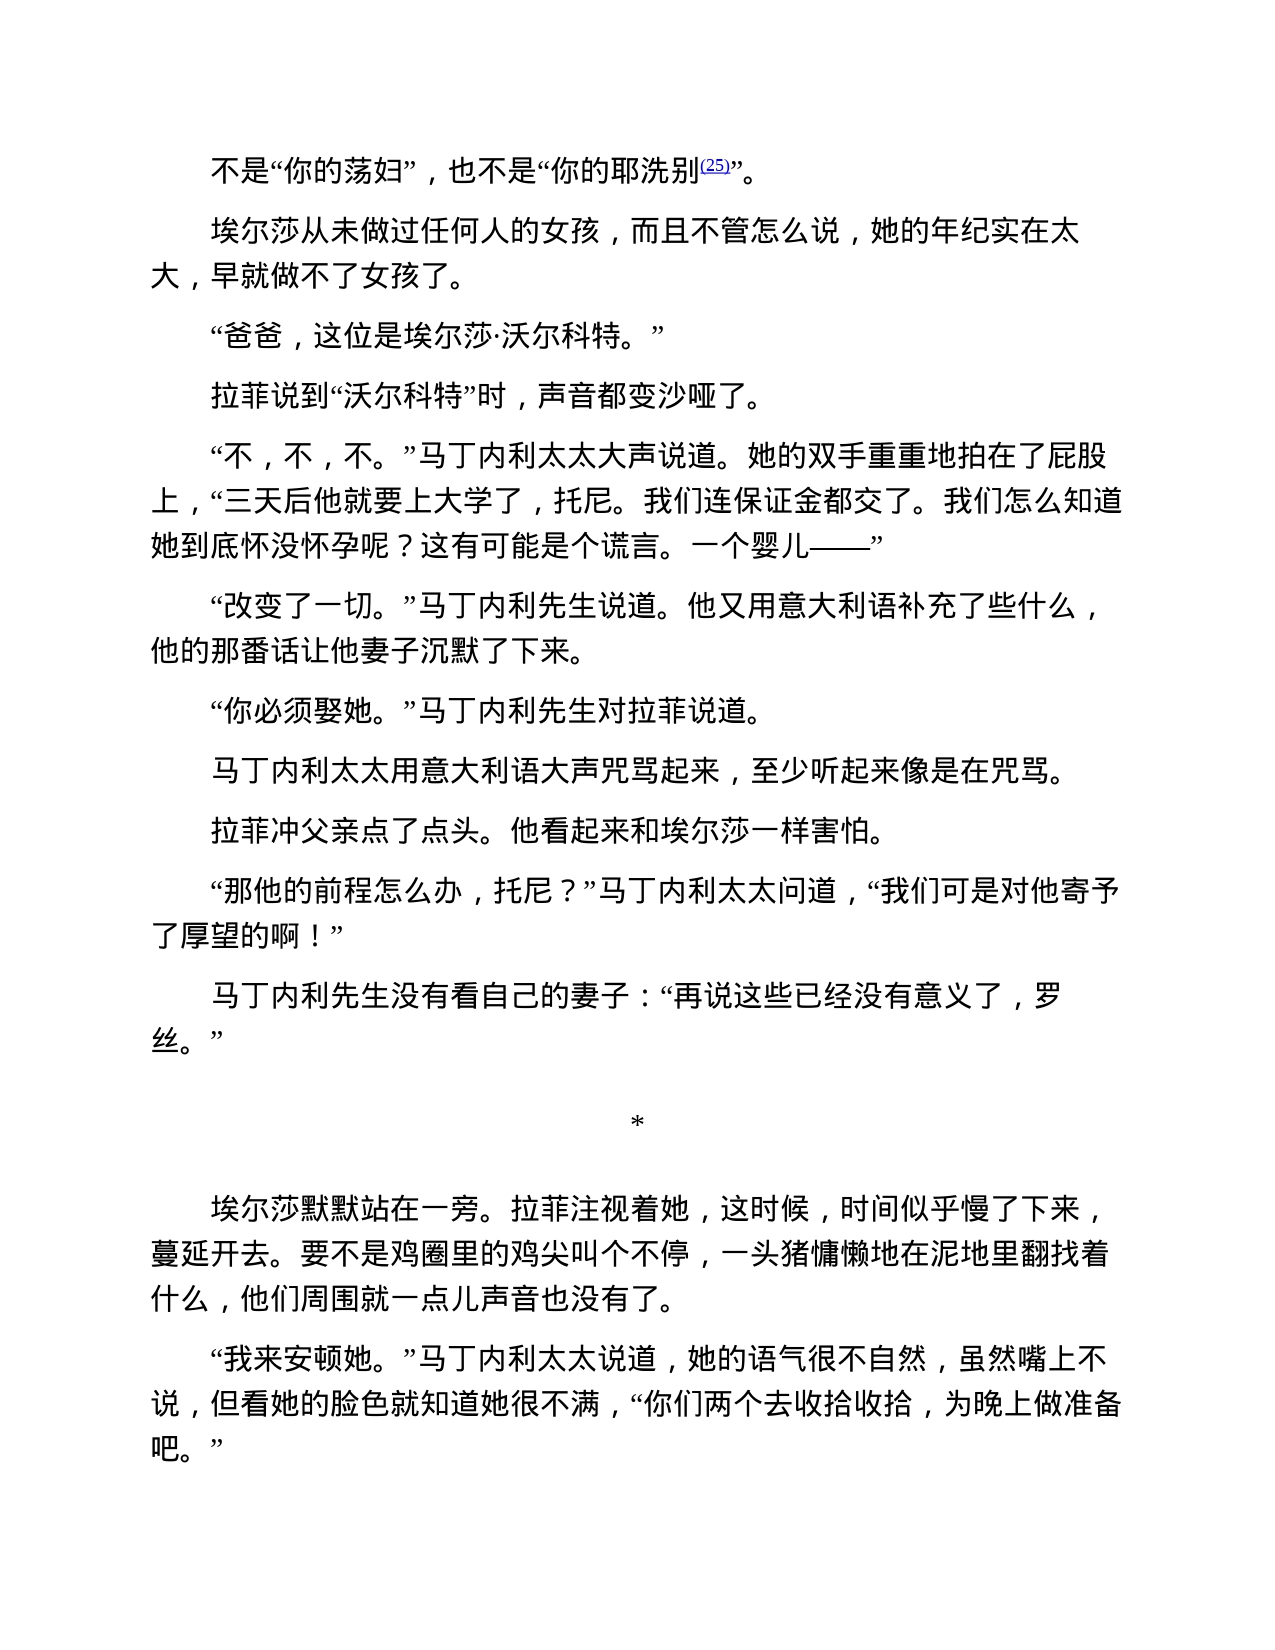 不是“你的荡妇”，也不是“你的耶洗别(25)”。
埃尔莎从未做过任何人的女孩，而且不管怎么说，她的年纪实在太
大，早就做不了女孩了。
“爸爸，这位是埃尔莎·沃尔科特。”
拉菲说到“沃尔科特”时，声音都变沙哑了。
“不，不，不。”马丁内利太太大声说道。她的双手重重地拍在了屁股
上，“三天后他就要上大学了，托尼。我们连保证金都交了。我们怎么知道
她到底怀没怀孕呢？这有可能是个谎言。一个婴儿——”
“改变了一切。”马丁内利先生说道。他又用意大利语补充了些什么，
他的那番话让他妻子沉默了下来。
“你必须娶她。”马丁内利先生对拉菲说道。
马丁内利太太用意大利语大声咒骂起来，至少听起来像是在咒骂。
拉菲冲父亲点了点头。他看起来和埃尔莎一样害怕。
“那他的前程怎么办，托尼？”马丁内利太太问道，“我们可是对他寄予
了厚望的啊！”
马丁内利先生没有看自己的妻子：“再说这些已经没有意义了，罗
丝。”
*
埃尔莎默默站在一旁。拉菲注视着她，这时候，时间似乎慢了下来，
蔓延开去。要不是鸡圈里的鸡尖叫个不停，一头猪慵懒地在泥地里翻找着
什么，他们周围就一点儿声音也没有了。
“我来安顿她。”马丁内利太太说道，她的语气很不自然，虽然嘴上不
说，但看她的脸色就知道她很不满，“你们两个去收拾收拾，为晚上做准备
吧。”